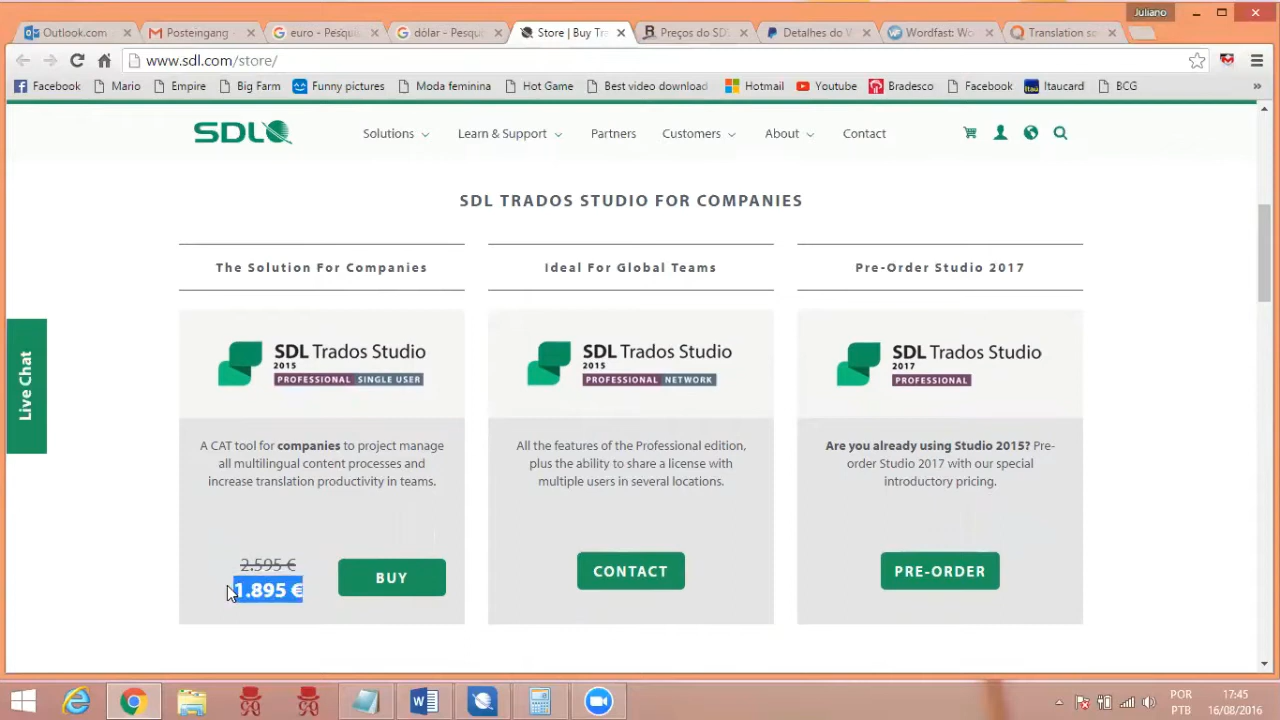 Juliano
Outlook.com
Posteingang -
euro - Pesqui
dólar - Pesqu
Store | Buy Tr
Preços do SD
Detalhes do V
Wordfast: Wo
Translation so
www.sdl.com/store/
Facebook
Mario
Empire
Big Farm
Funny pictures
Moda feminina
Hot Game
Best video download
Hotmail
Youtube
Bradesco
Facebook
Itaú
Itaucard
BCG
»
SDL
Solutions
Learn & Support
Partners
Customers
About
Contact
SDL TRADOS STUDIO FOR COMPANIES
The Solution For Companies
Ideal For Global Teams
Pre-Order Studio 2017
SDL Trados Studio
2015
PROFESSIONAL SINGLE USER
SDL Trados Studio
2015
PROFESSIONAL NETWORK
SDL Trados Studio
2017
PROFESSIONAL
Live Chat
A CAT tool for companies to project manage
all multilingual content processes and
increase translation productivity in teams.
All the features of the Professional edition,
plus the ability to share a license with
multiple users in several locations.
Are you already using Studio 2015? Pre-
order Studio 2017 with our special
introductory pricing.
2.595 €
1.895 €
BUY
CONTACT
PRE-ORDER
POR
PTB
17:45
16/08/2016